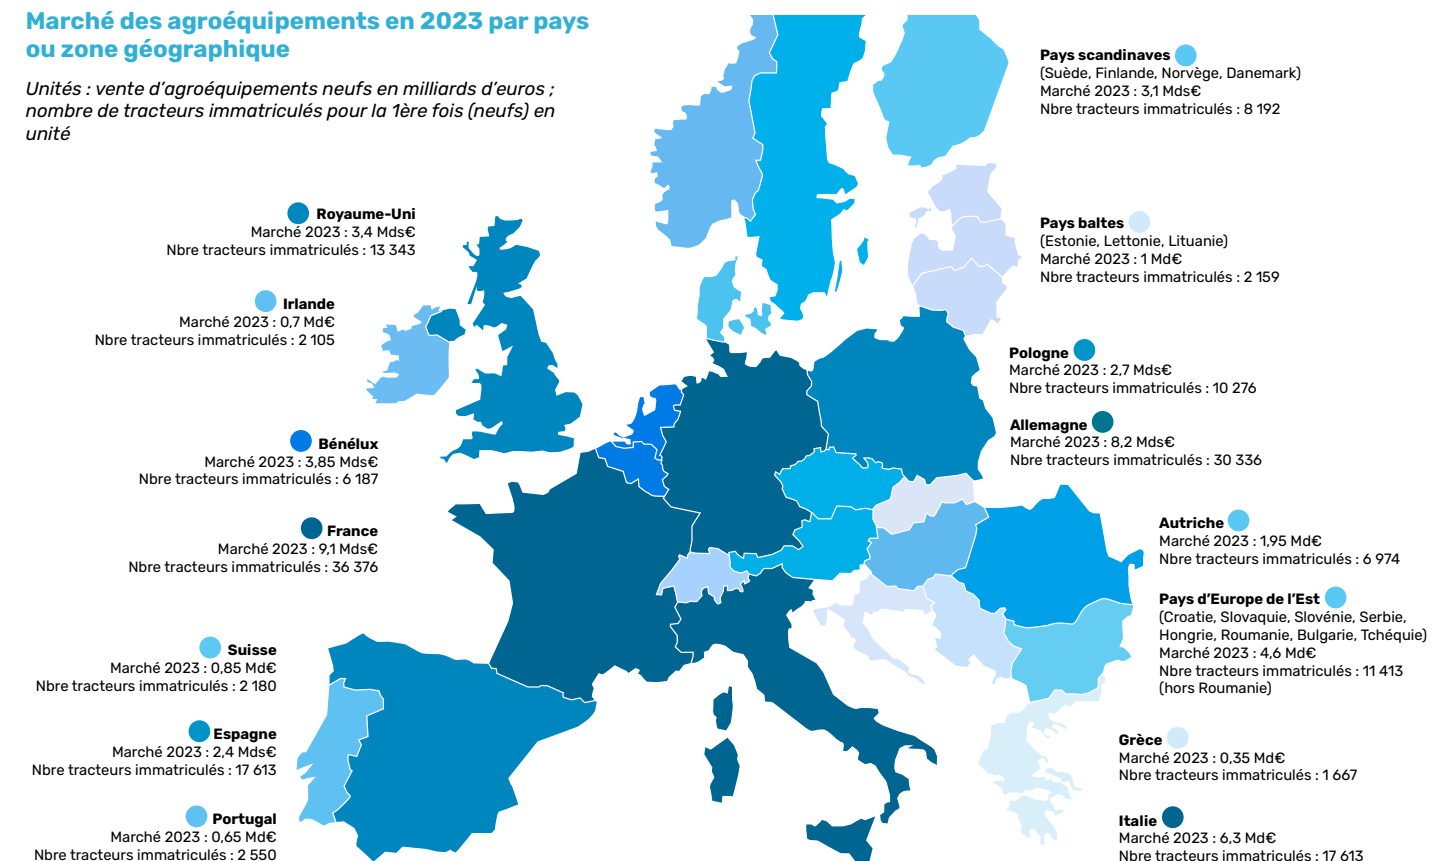 Marché des agroéquipements en 2023 par pays
ou zone géographique
Unités : vente d'agroéquipements neufs en milliards d'euros ;
nombre de tracteurs immatriculés pour la 1ère fois (neufs) en
unité
Royaume-Uni
Marché 2023 : 3,4 Mds€
Nbre tracteurs immatriculés : 13 343
Irlande
Marché 2023 : 0,7 Md€
Nbre tracteurs immatriculés : 2 105
Bénélux
Marché 2023 : 3,85 Mds€
Nbre tracteurs immatriculés : 6 187
France
Marché 2023 : 9,1 Mds€
Nbre tracteurs immatriculés : 36 376
Suisse
Marché 2023 : 0,85 Md€
Nbre tracteurs immatriculés : 2 180
Espagne
Marché 2023 : 2,4 Mds€
Nbre tracteurs immatriculés : 17 613
Portugal
Marché 2023 : 0,65 Md€
Nbre tracteurs immatriculés : 2 550
Pays scandinaves
(Suède, Finlande, Norvège, Danemark)
Marché 2023 : 3,1 Mds€
Nbre tracteurs immatriculés : 8 192
Pays baltes
(Estonie, Lettonie, Lituanie)
Marché 2023 : 1 Md€
Nbre tracteurs immatriculés : 2 159
Pologne
Marché 2023 : 2,7 Mds€
Nbre tracteurs immatriculés : 10 276
Allemagne
Marché 2023 : 8,2 Mds€
Nbre tracteurs immatriculés : 30 336
Autriche
Marché 2023 : 1,95 Md€
Nbre tracteurs immatriculés : 6 974
Pays d'Europe de l'Est
(Croatie, Slovaquie, Slovénie, Serbie,
Hongrie, Roumanie, Bulgarie, Tchéquie)
Marché 2023 : 4,6 Md€
Nbre tracteurs immatriculés : 11 413
(hors Roumanie)
Grèce
Marché 2023 : 0,35 Md€
Nbre tracteurs immatriculés : 1 667
Italie
Marché 2023 : 6,3 Md€
Nbre tracteurs immatriculés : 17 613